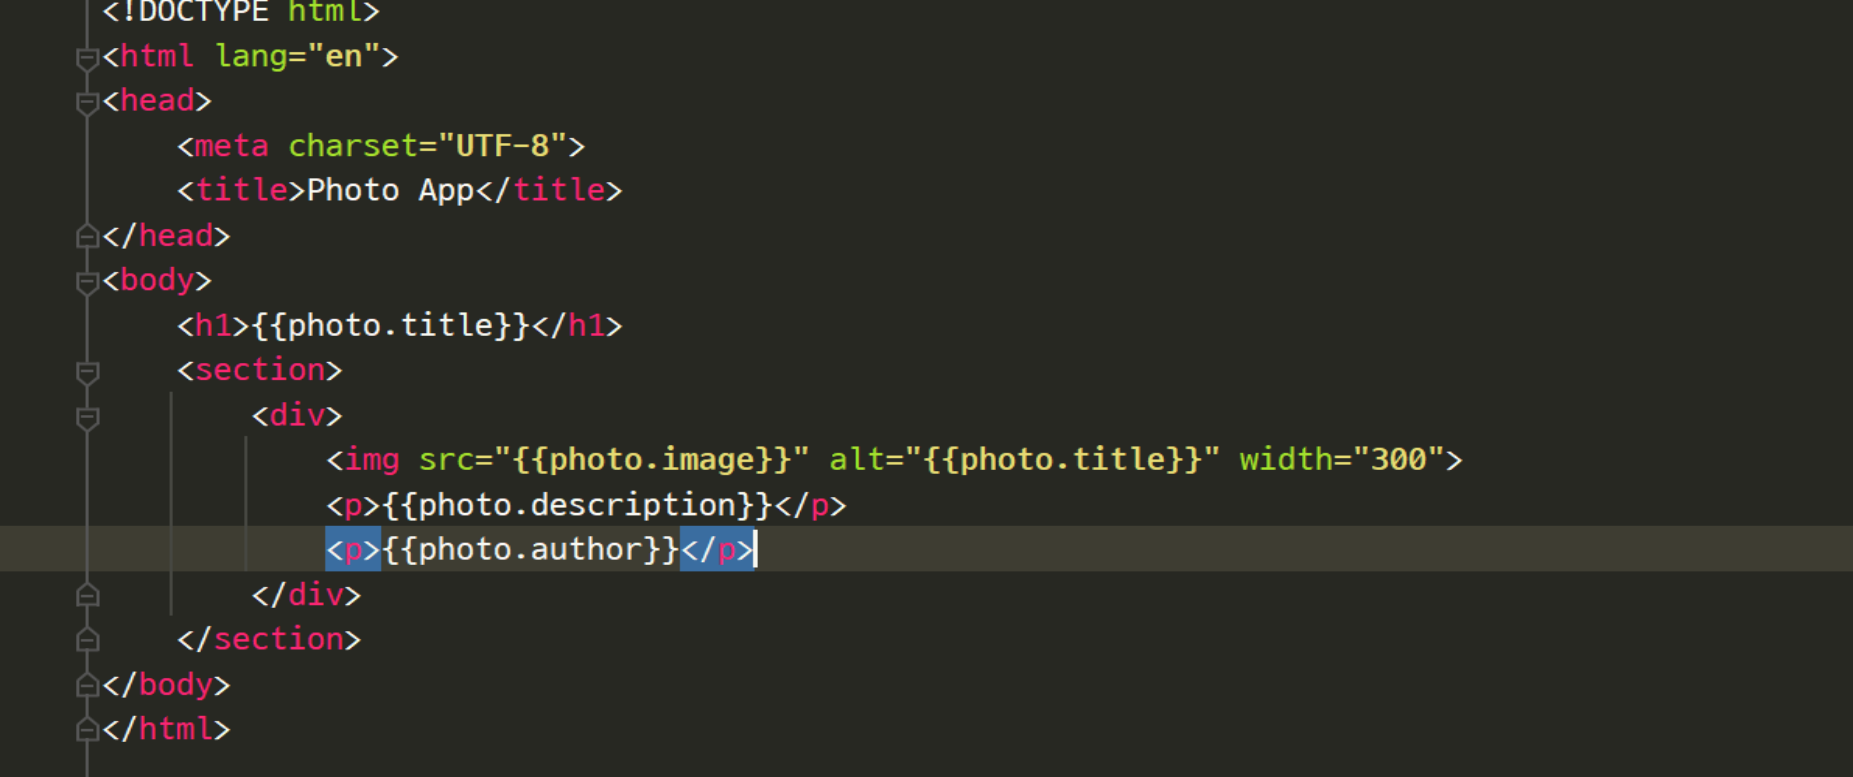 <!DOCTYPE html>
<html lang="en">
<head>
    <meta charset="UTF-8">
    <title>Photo App</title>
</head>
<body>
    <h1>{{photo.title}}</h1>
    <section>
        <div>
            <img src="{{photo.image}}" alt="{{photo.title}}" width="300">
            <p>{{photo.description}}</p>
            <p>{{photo.author}}</p>
        </div>
    </section>
</body>
</html>